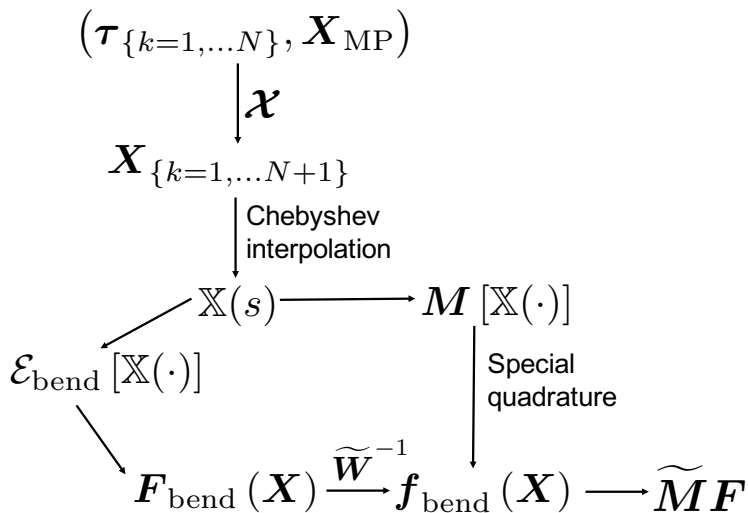 (𝝉_{k=1,...N}, 𝑿_MP)
𝓧
𝑿_{k=1,...N+1}
Chebyshev
interpolation
𝕏(s)
𝑴 [𝕏(·)]
ℰ_bend [𝕏(·)]
Special
quadrature
𝑭_bend (𝑿)
W̃⁻¹
𝒇_bend (𝑿)
M̃𝑭